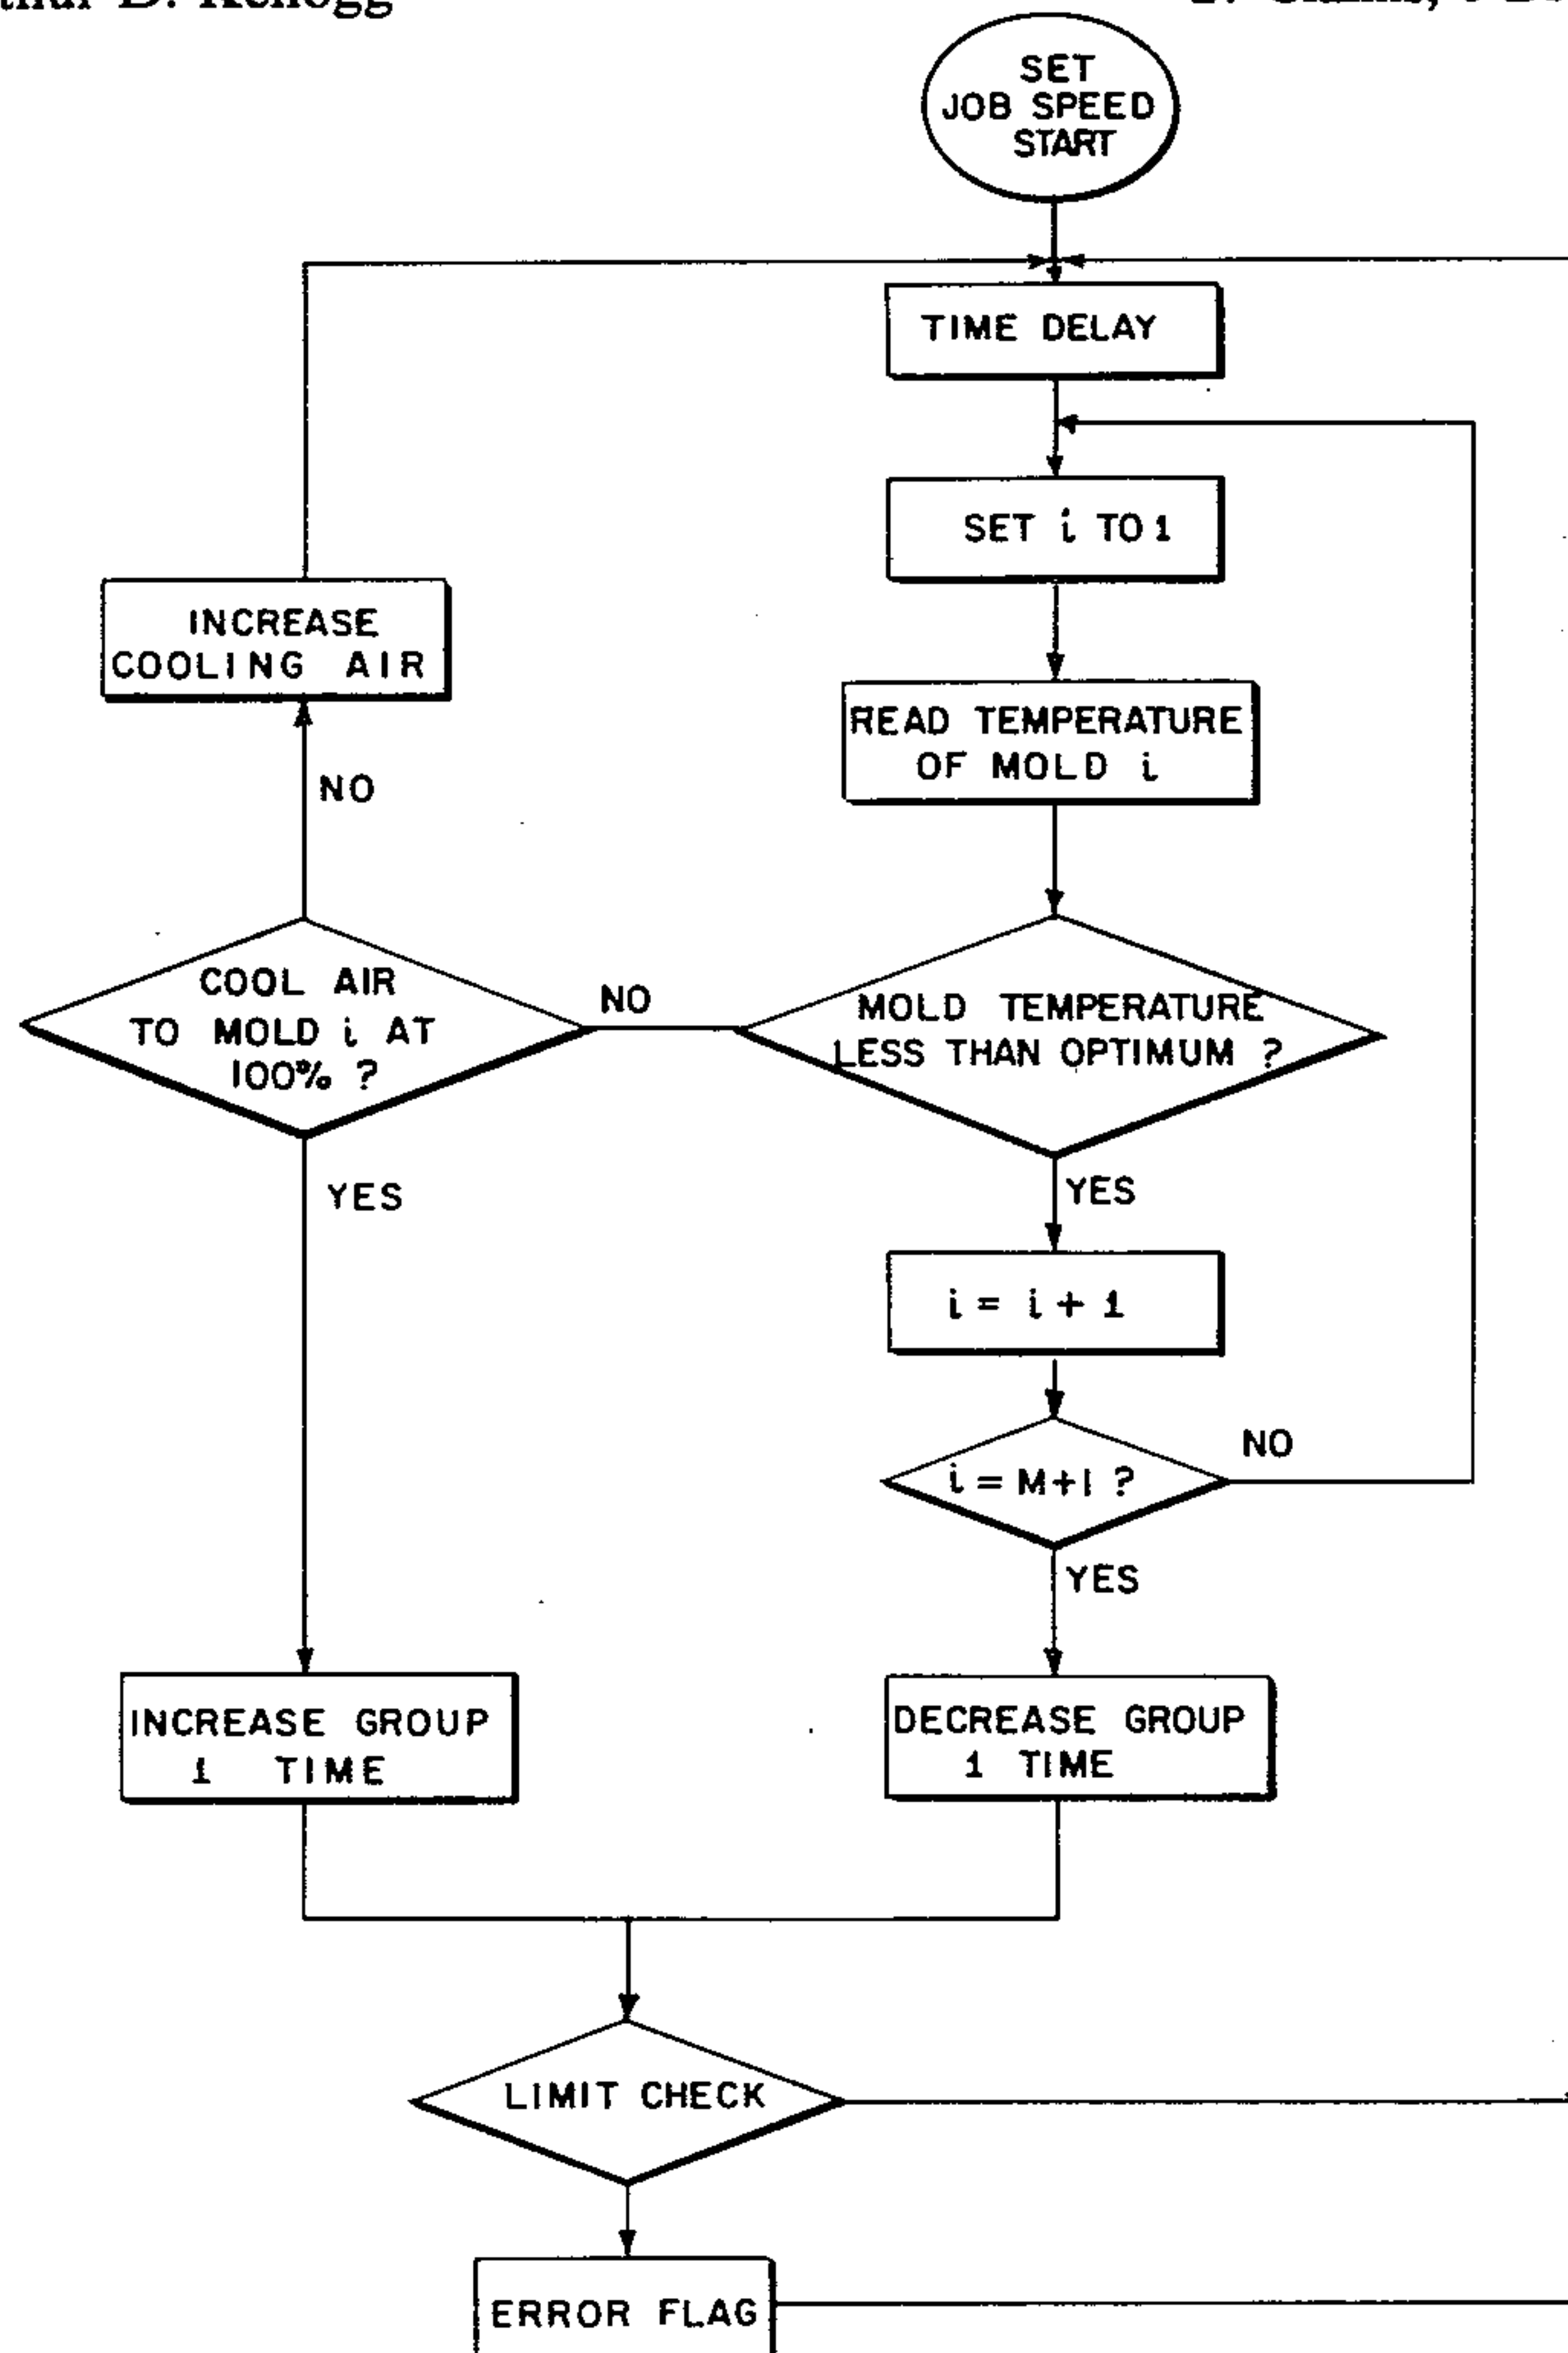 SET
JOB SPEED
START
TIME DELAY
SET i TO 1
INCREASE
COOLING AIR
READ TEMPERATURE
OF MOLD i
NO
COOL AIR
TO MOLD i AT
100% ?
NO
MOLD TEMPERATURE
LESS THAN OPTIMUM ?
YES
YES
i = i + 1
NO
i = M+1 ?
YES
INCREASE GROUP
1 TIME
DECREASE GROUP
1 TIME
LIMIT CHECK
ERROR FLAG